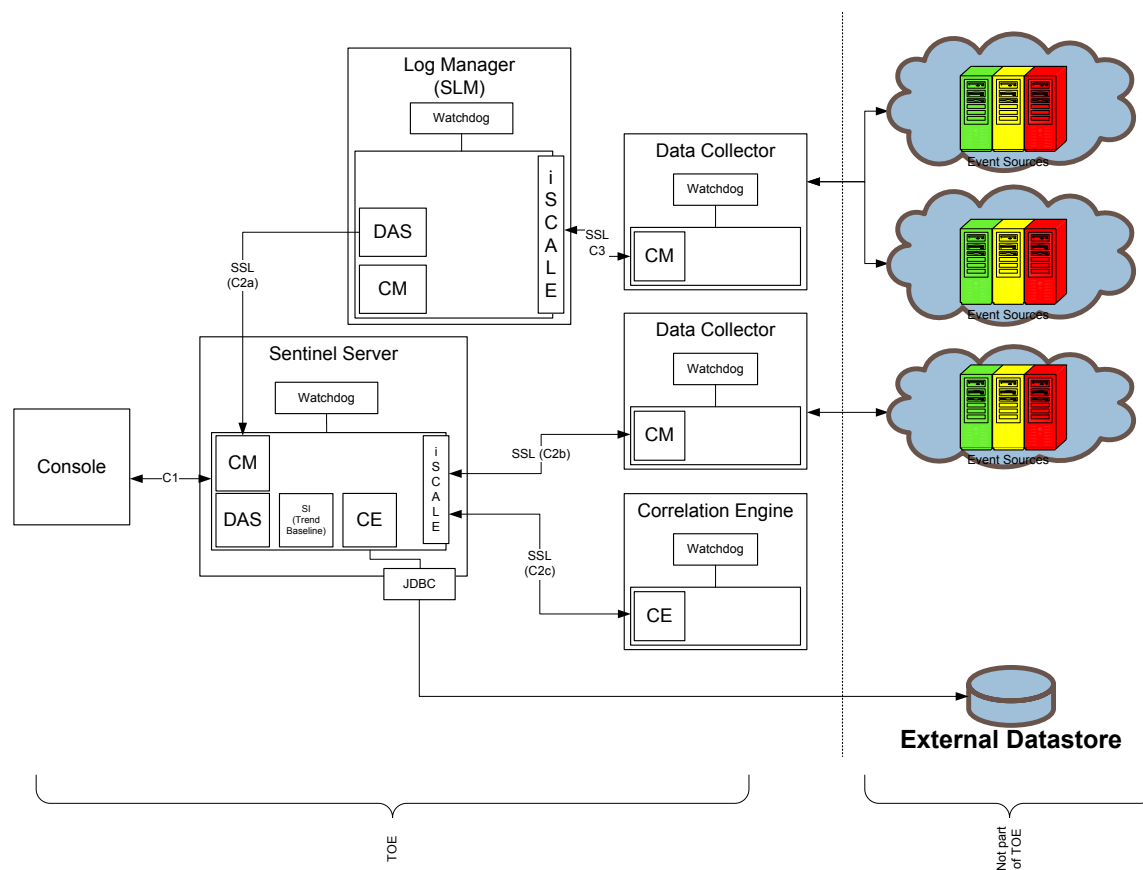 Log Manager
(SLM)
Watchdog
DAS
CM
i
S
C
A
L
E
SSL
(C2a)
SSL
C3
Data Collector
Watchdog
CM
Event Sources
Event Sources
Data Collector
Watchdog
CM
Event Sources
Sentinel Server
Watchdog
CM
DAS
SI
(Trend
Baseline)
CE
i
S
C
A
L
E
JDBC
Console
C1
SSL (C2b)
SSL
(C2c)
Correlation Engine
Watchdog
CE
External Datastore
TOE
Not part
of TOE